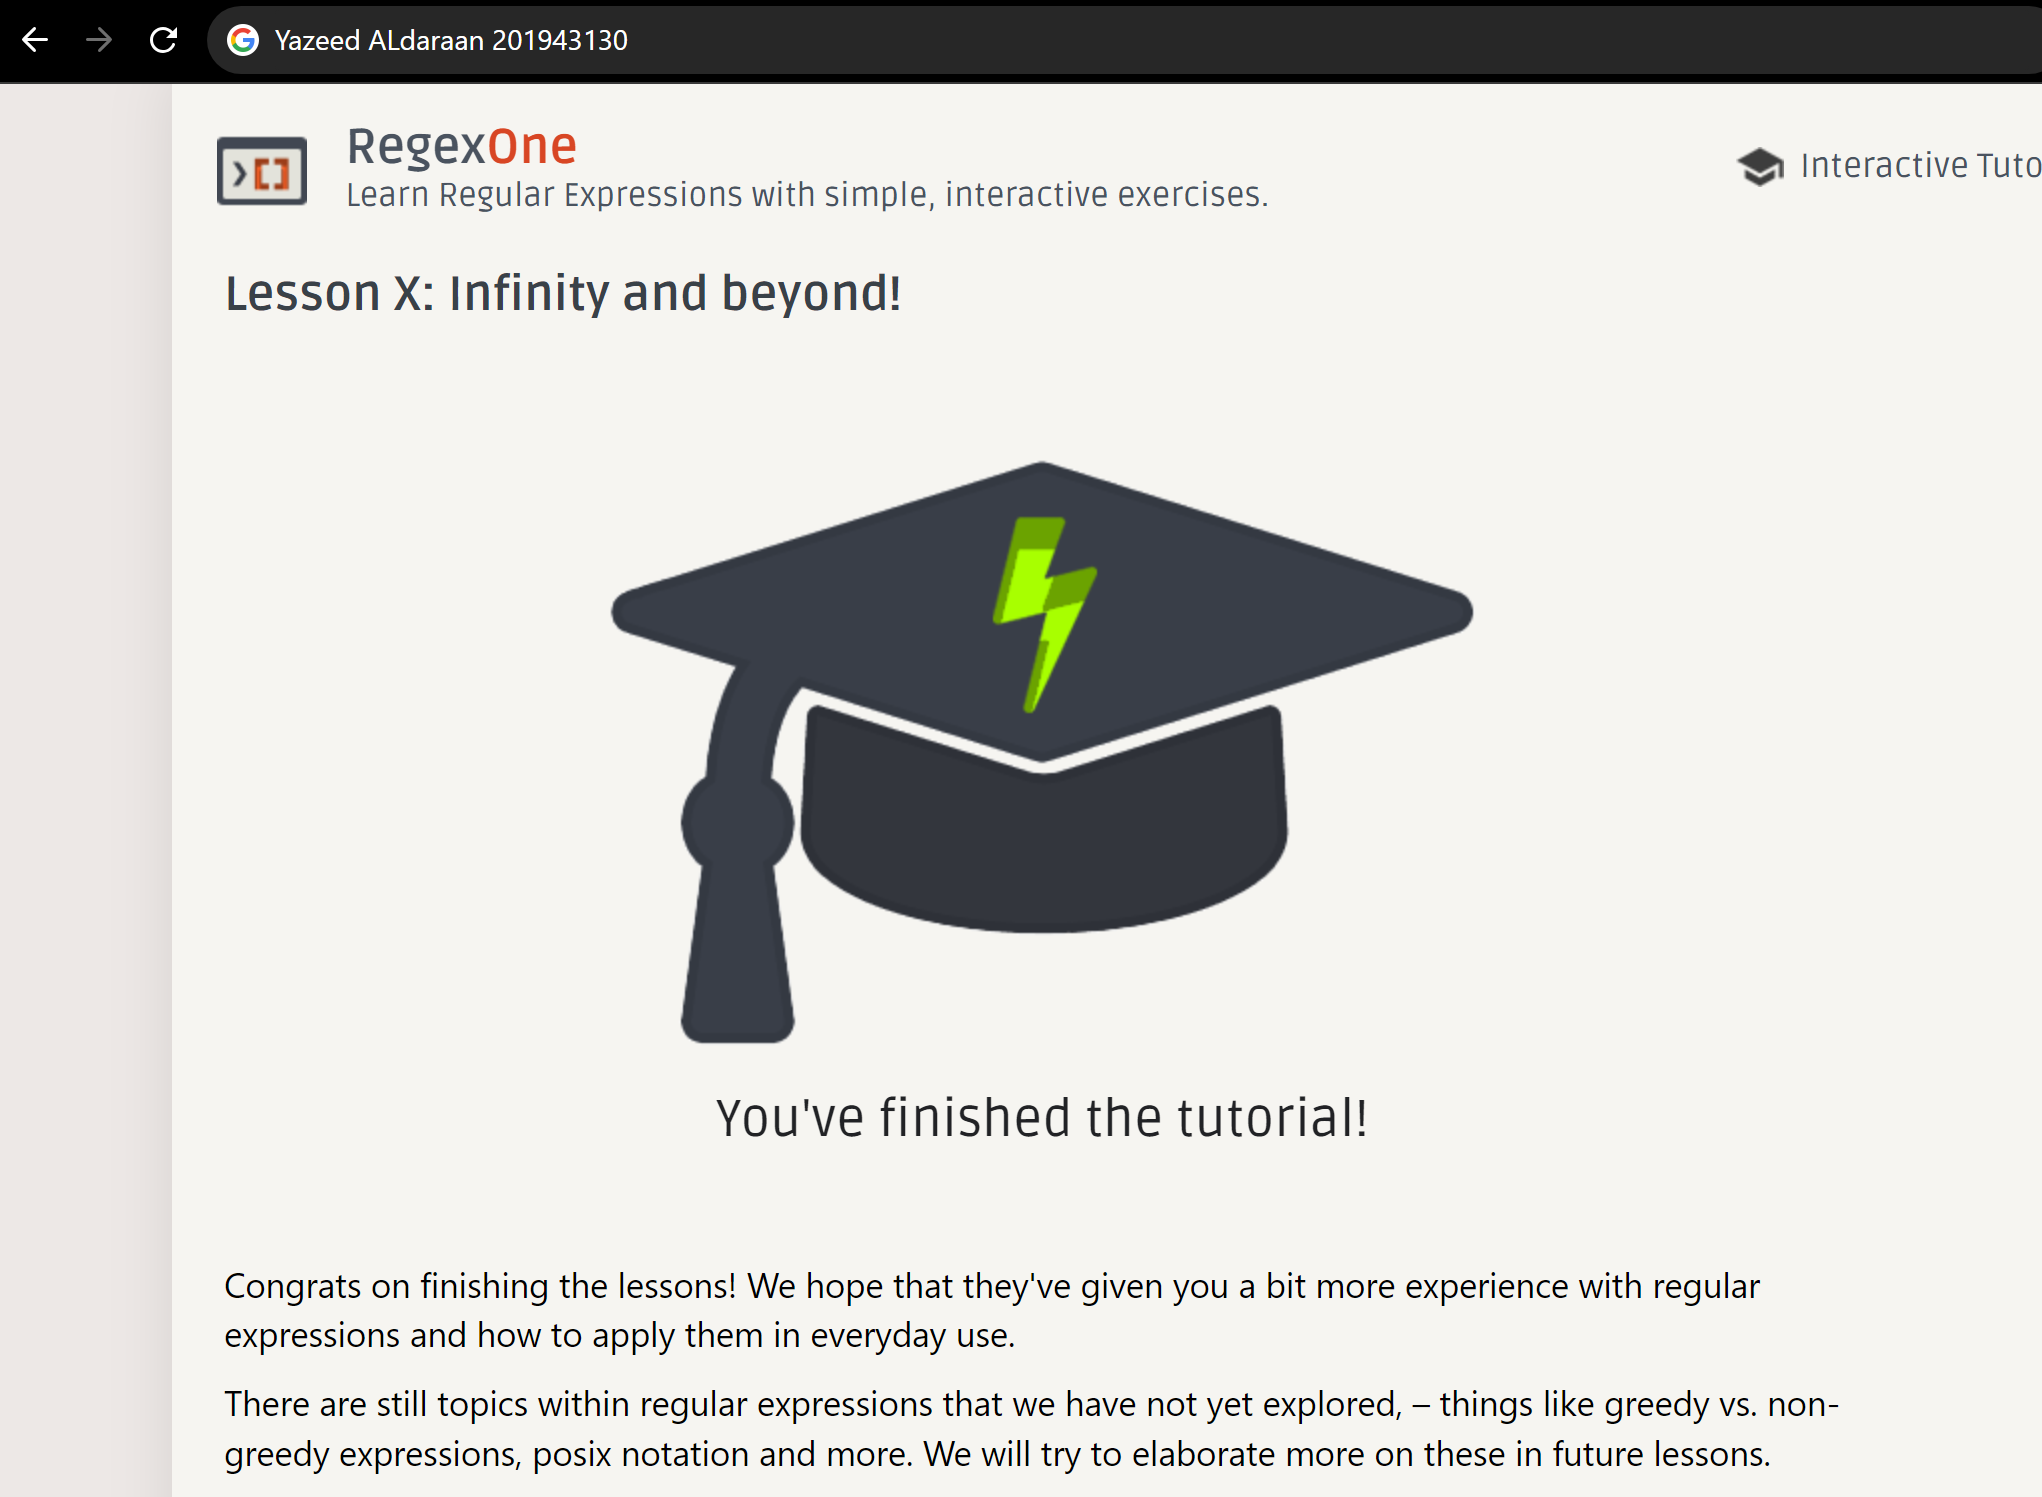 Yazeed ALdaraan 201943130
RegexOne
Learn Regular Expressions with simple, interactive exercises.
Interactive Tuto
Lesson X: Infinity and beyond!
You've finished the tutorial!
Congrats on finishing the lessons! We hope that they've given you a bit more experience with regular
expressions and how to apply them in everyday use.
There are still topics within regular expressions that we have not yet explored, – things like greedy vs. non-
greedy expressions, posix notation and more. We will try to elaborate more on these in future lessons.